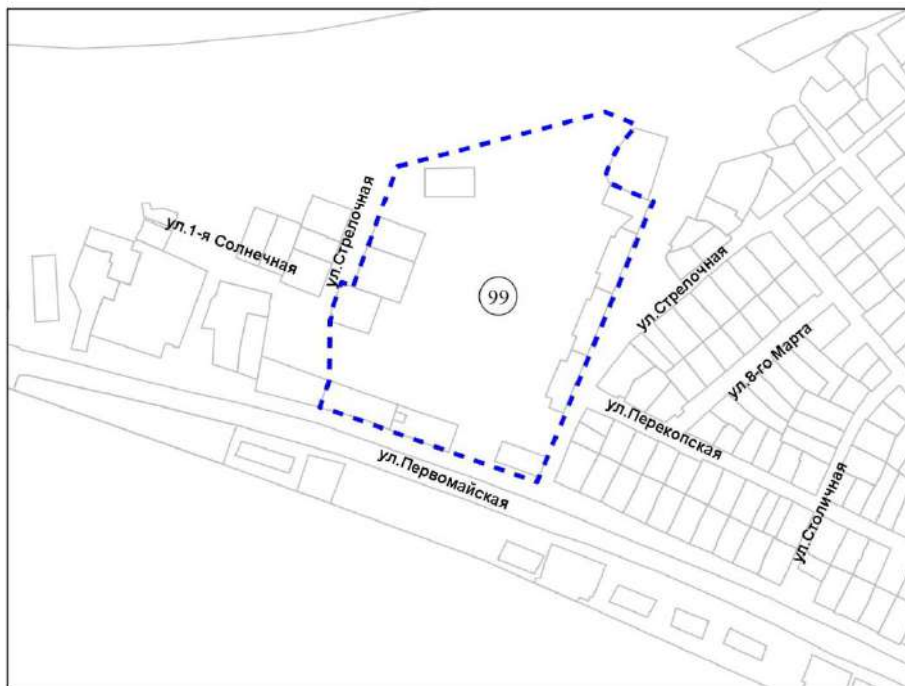 ул.Стрелочная
ул.1-я Солнечная
99
ул.Стрелочная
ул.8-го Марта
ул.Перекопская
ул.Первомайская
ул.Столичная